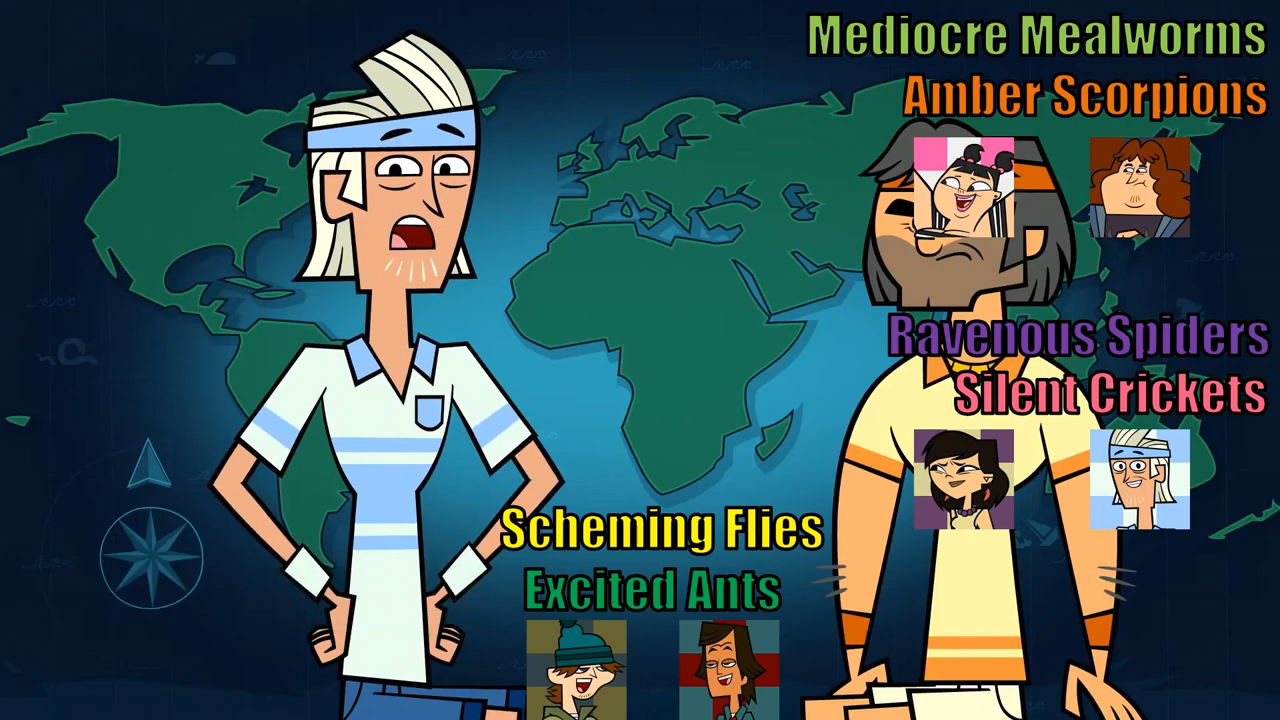 Mediocre Mealworms
Amber Scorpions
Ravenous Spiders
Silent Crickets
Scheming Flies
Excited Ants